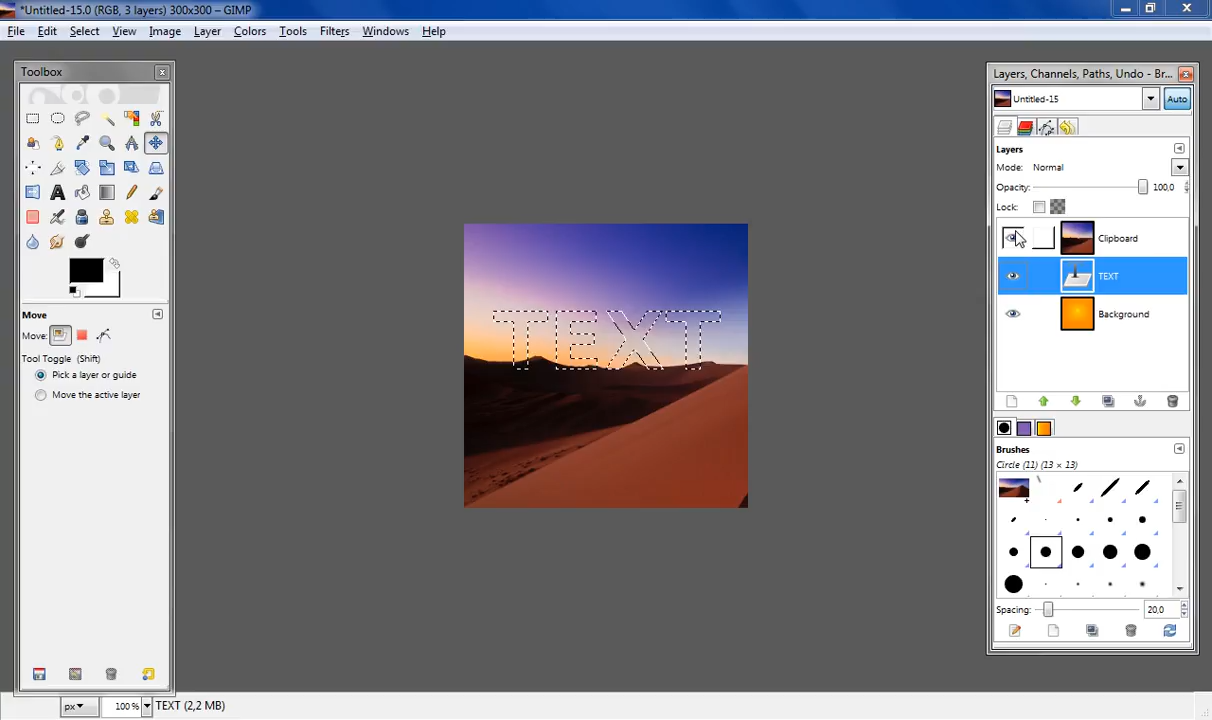 *Untitled-15.0 (RGB, 3 layers) 300x300 – GIMP
File Edit Select View Image Layer Colors Tools Filters Windows Help
Toolbox
Move
Move:
Tool Toggle (Shift)
Pick a layer or guide
Move the active layer
TEXT
px
100 %
TEXT (2,2 MB)
Layers, Channels, Paths, Undo - Br...
Untitled-15
Auto
Layers
Mode: Normal
Opacity: 100,0
Lock:
Clipboard
TEXT
Background
Brushes
Circle (11) (13 × 13)
Spacing: 20,0